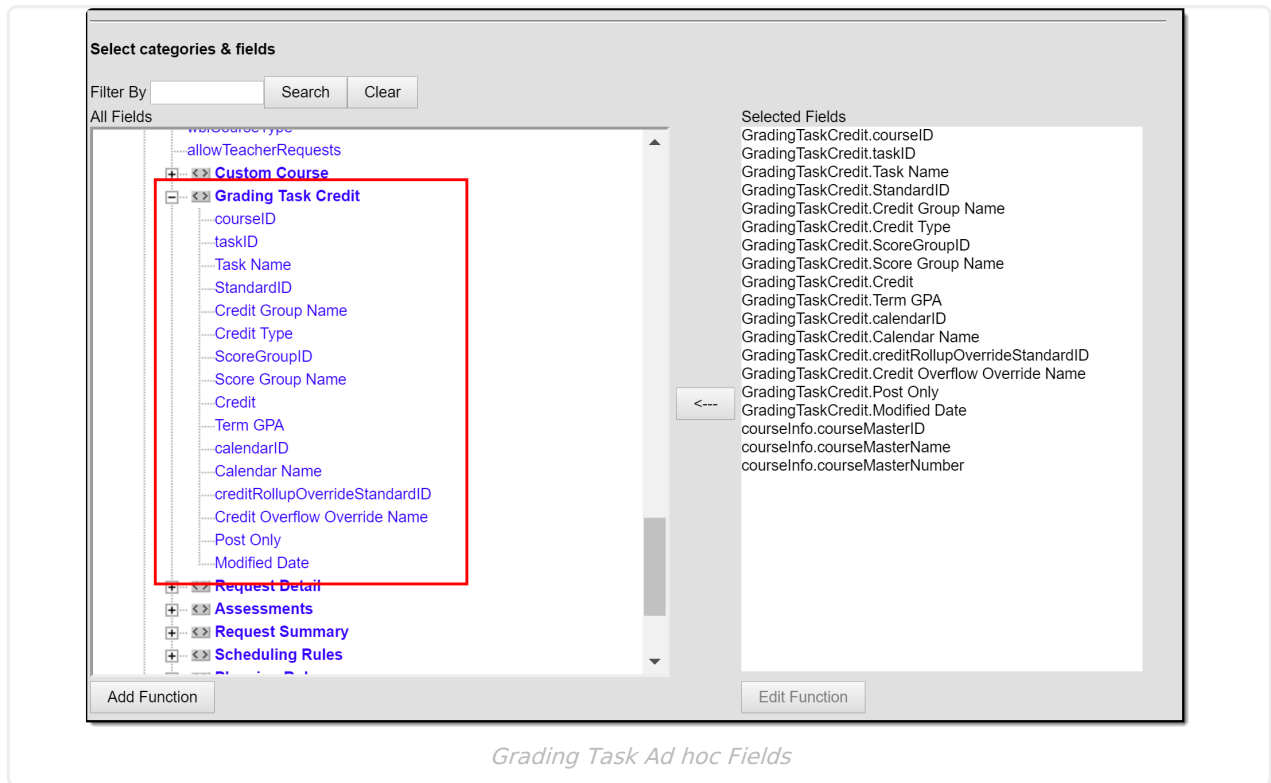 Select categories & fields
Filter By
Search
Clear
All Fields
allowTeacherRequests
Custom Course
Grading Task Credit
courseID
taskID
Task Name
StandardID
Credit Group Name
Credit Type
ScoreGroupID
Score Group Name
Credit
Term GPA
calendarID
Calendar Name
creditRollupOverrideStandardID
Credit Overflow Override Name
Post Only
Modified Date
Request Detail
Assessments
Request Summary
Scheduling Rules
Add Function
<---
Selected Fields
GradingTaskCredit.courseID
GradingTaskCredit.taskID
GradingTaskCredit.Task Name
GradingTaskCredit.StandardID
GradingTaskCredit.Credit Group Name
GradingTaskCredit.Credit Type
GradingTaskCredit.ScoreGroupID
GradingTaskCredit.Score Group Name
GradingTaskCredit.Credit
GradingTaskCredit.Term GPA
GradingTaskCredit.calendarID
GradingTaskCredit.Calendar Name
GradingTaskCredit.creditRollupOverrideStandardID
GradingTaskCredit.Credit Overflow Override Name
GradingTaskCredit.Post Only
GradingTaskCredit.Modified Date
courseInfo.courseMasterID
courseInfo.courseMasterName
courseInfo.courseMasterNumber
Edit Function
Grading Task Ad hoc Fields